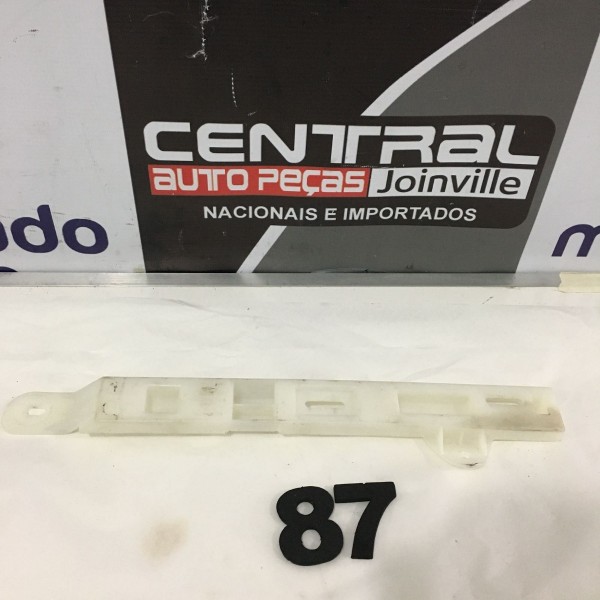 CENTRAL
AUTO PEÇAS Joinville
NACIONAIS E IMPORTADOS
87